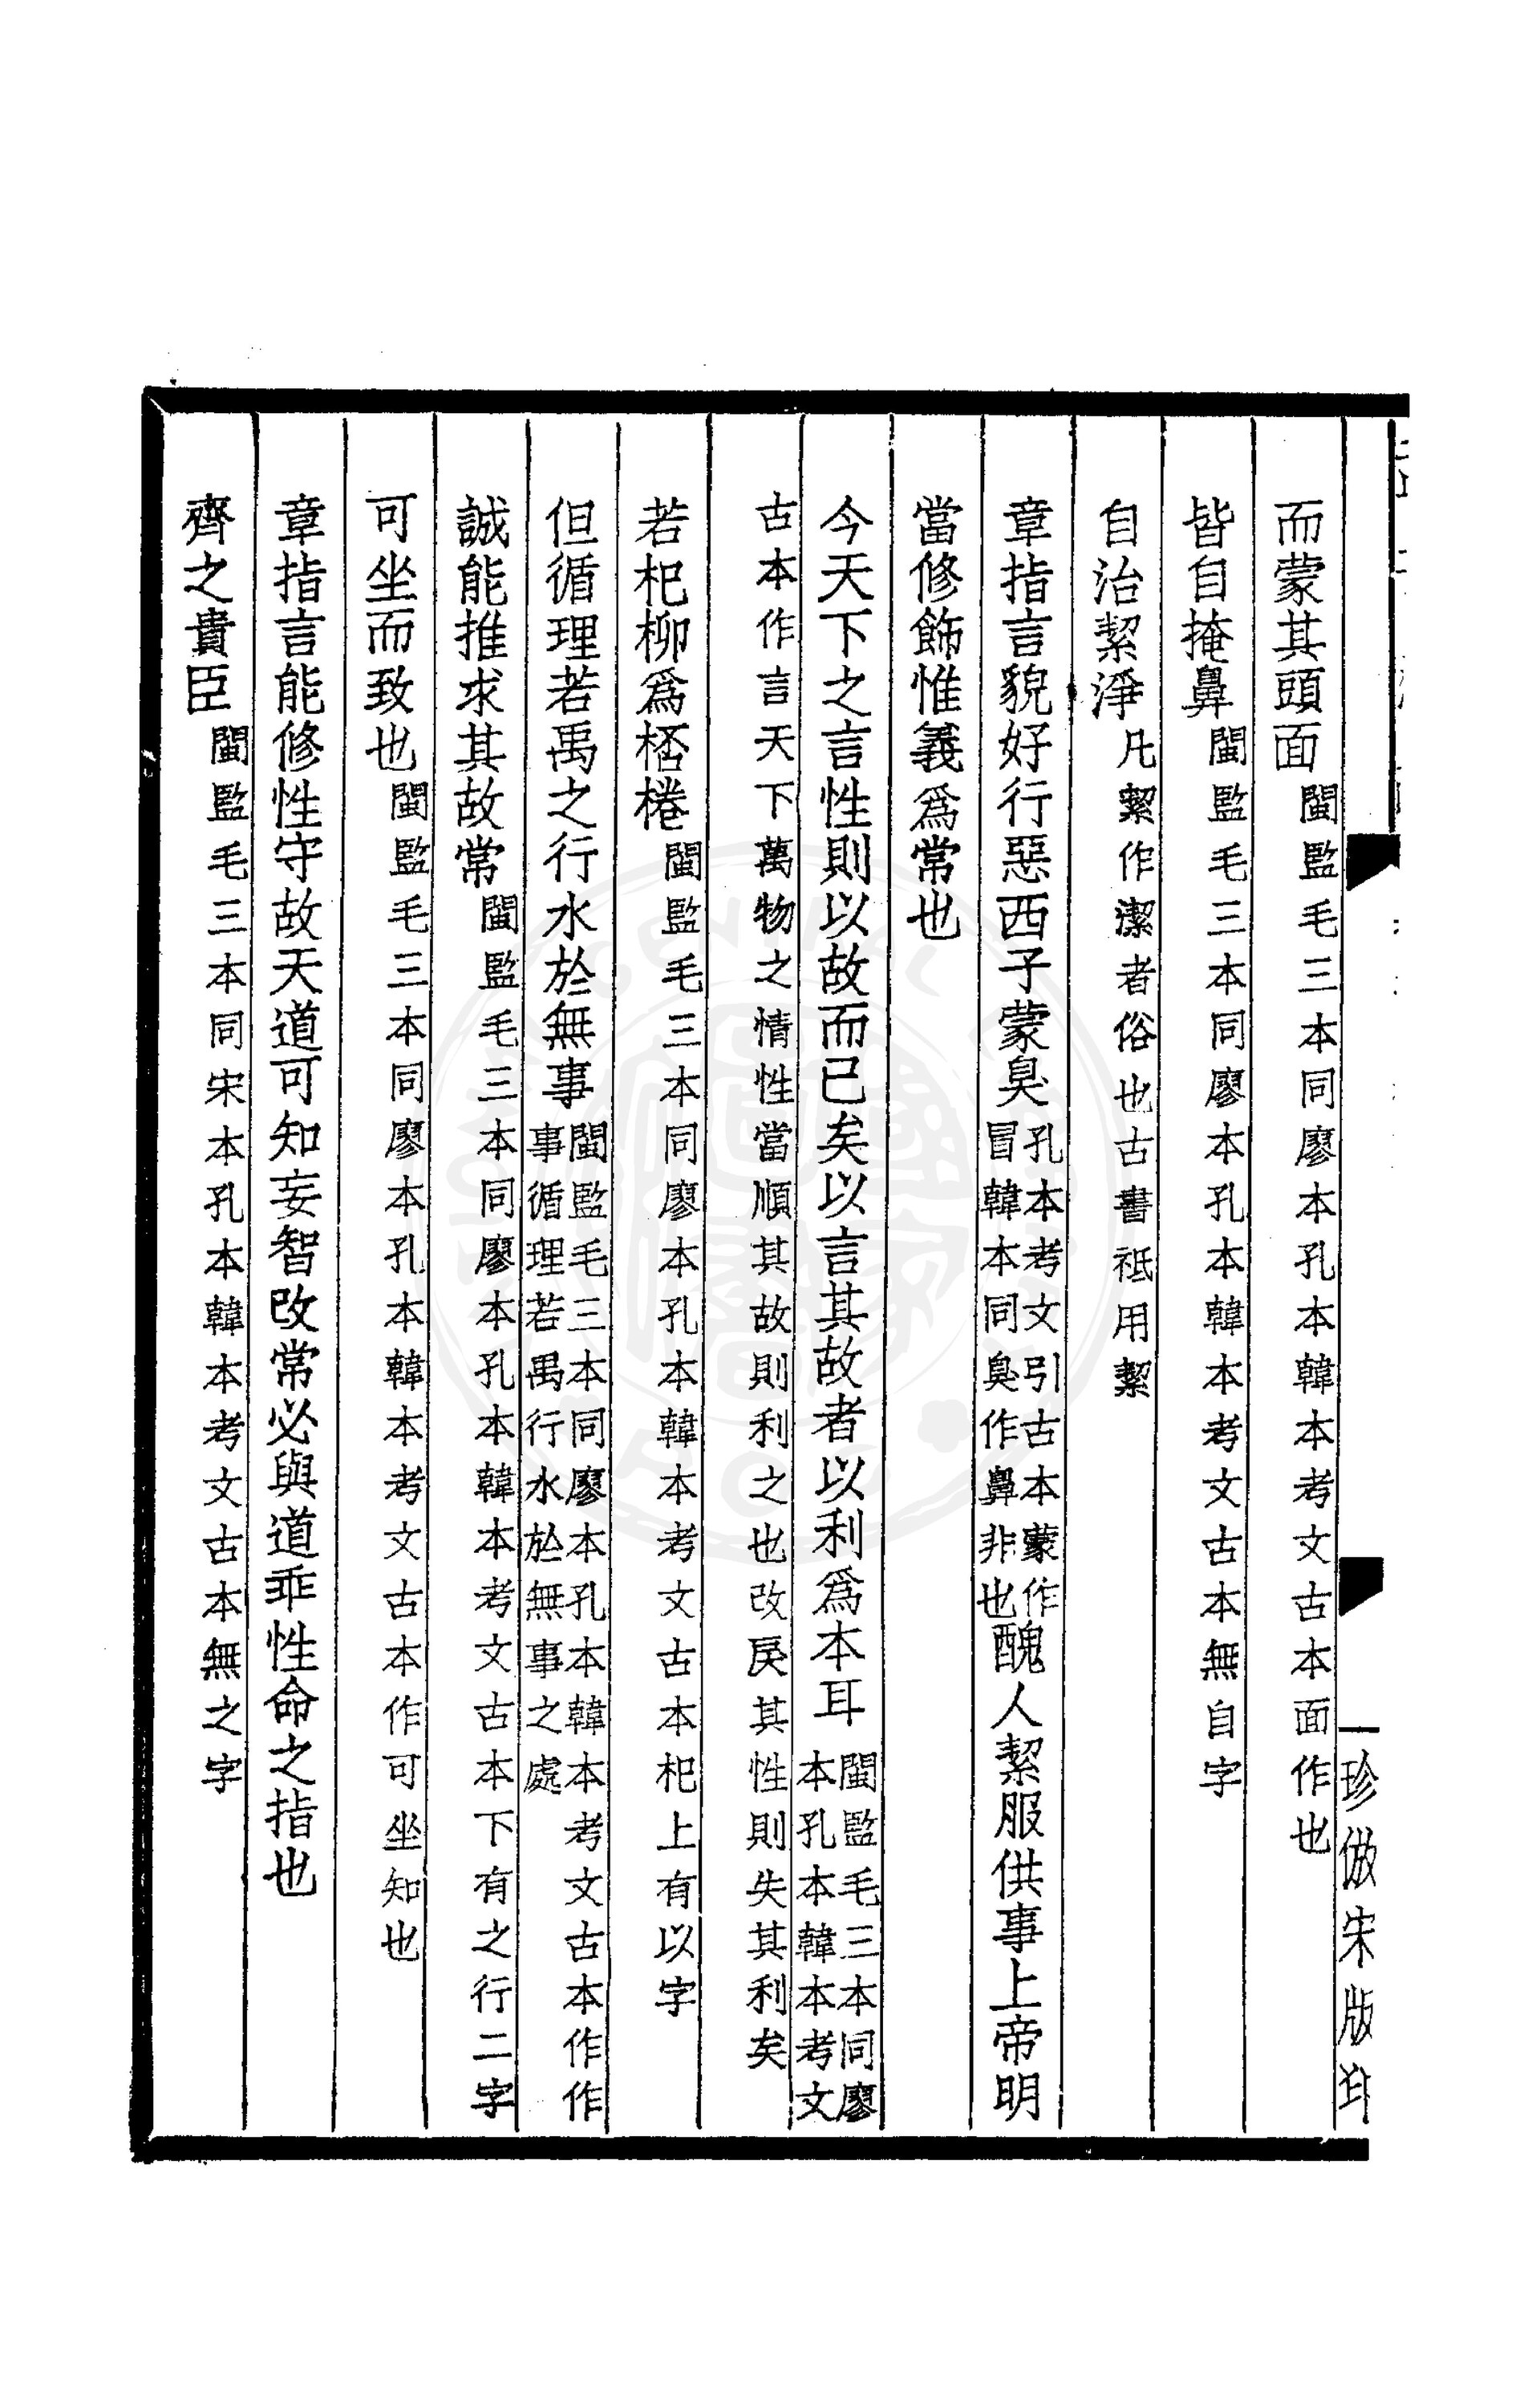 珍倣宋版印
而蒙其頭面閩監毛三本同廖本孔本韓本考文古本面作也
皆自掩鼻閩監毛三本同廖本孔本韓本考文古本無自字
自治絜淨凡絜作潔者俗也古書祗用絜
章指言貌好行惡西子蒙臭孔本考文引古本蒙作冒韓本同臭作鼻非也醜人絜服供事上帝明
當修飾惟義爲常也
今天下之言性則以故而已矣以言其故者以利爲本耳閩監毛三本同廖本孔本韓本考文
古本作言天下萬物之情性當順其故則利之也改戾其性則失其利矣
若杞柳爲桮棬閩監毛三本同廖本孔本韓本考文古本杞上有以字
但循理若禹之行水於無事閩監毛三本同廖本孔本韓本考文古本作作事循理若禹行水於無事之處
誠能推求其故常閩監毛三本同廖本孔本韓本考文古本下有之行二字
可坐而致也閩監毛三本同廖本孔本韓本考文古本作可坐知也
章指言能修性守故天道可知妄智改常必與道乖性命之指也
齊之貴臣閩監毛三本同宋本孔本韓本考文古本無之字